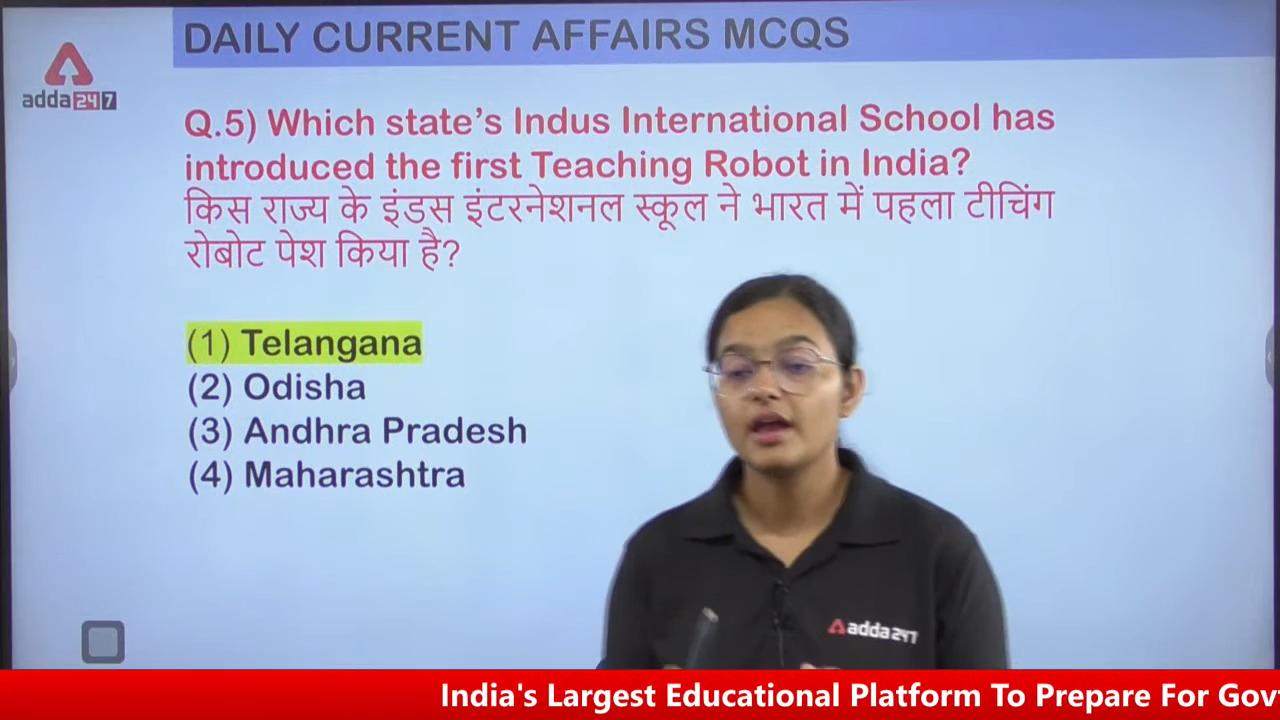 DAILY CURRENT AFFAIRS MCQS
adda247
Q.5) Which state’s Indus International School has
introduced the first Teaching Robot in India?
किस राज्य के इंडस इंटरनेशनल स्कूल ने भारत में पहला टीचिंग
रोबोट पेश किया है?
(1) Telangana
(2) Odisha
(3) Andhra Pradesh
(4) Maharashtra
adda247
India's Largest Educational Platform To Prepare For Gov